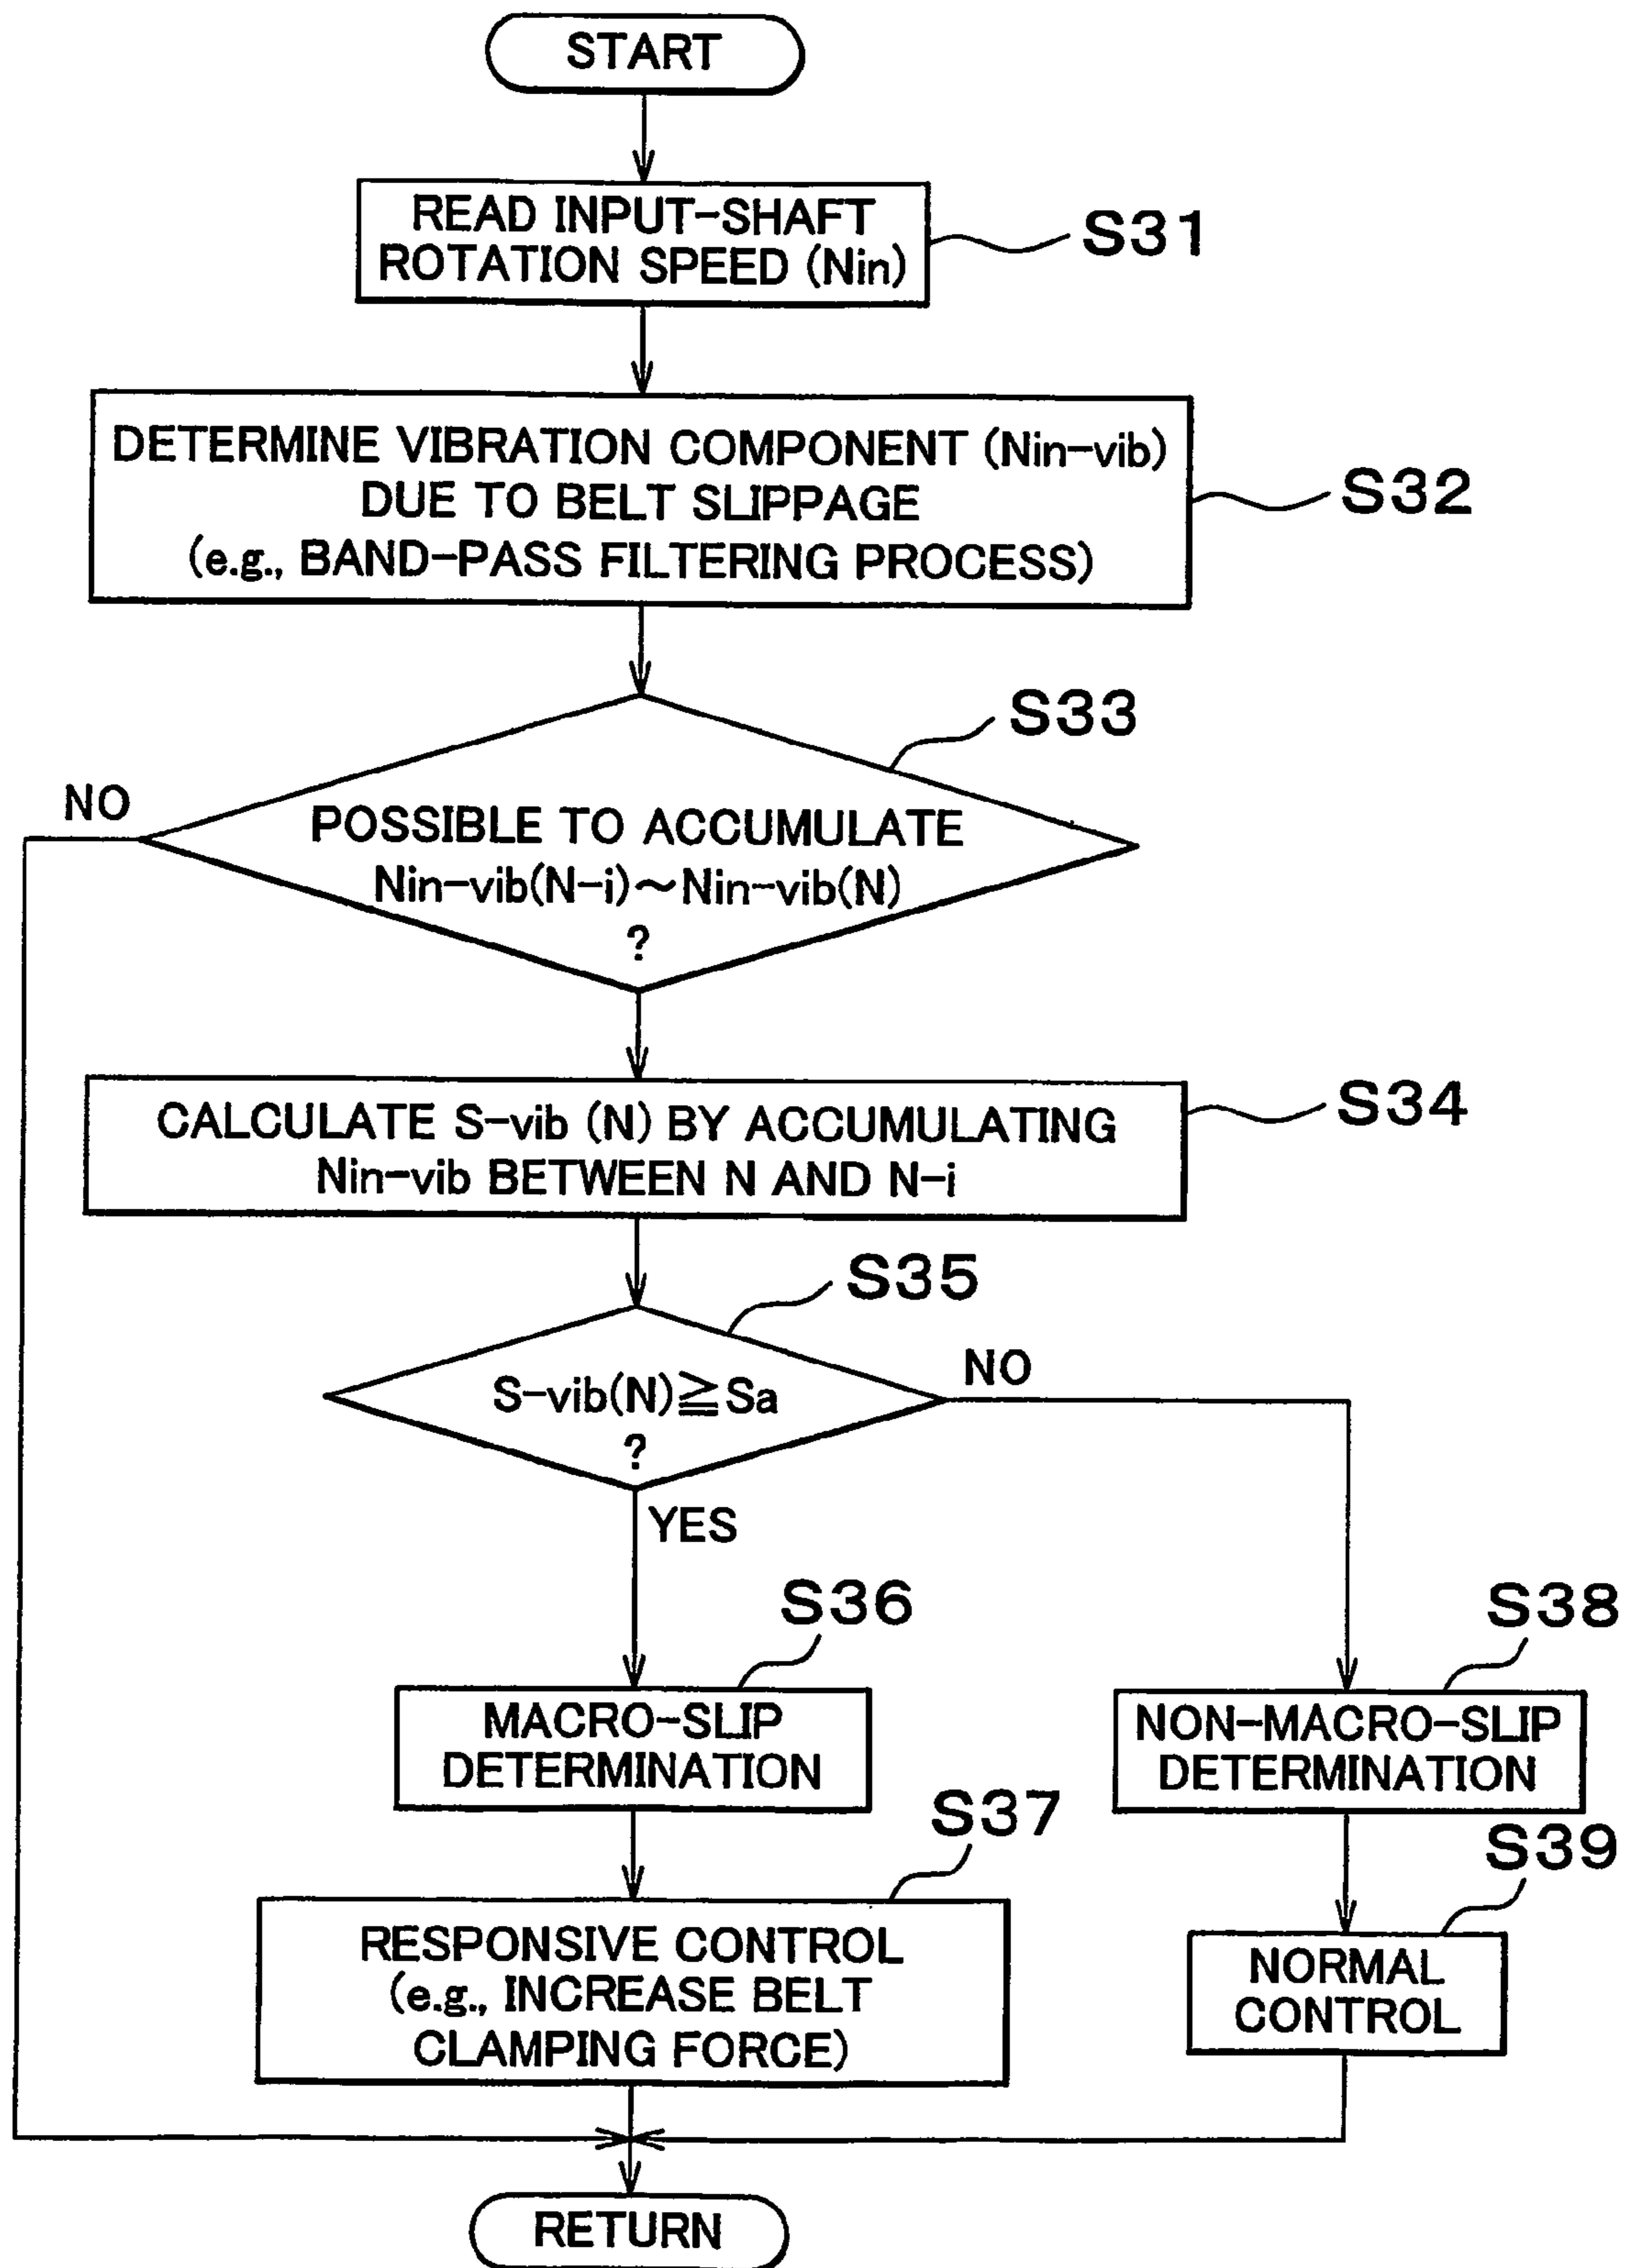 START
READ INPUT-SHAFT
ROTATION SPEED (Nin)
S31
DETERMINE VIBRATION COMPONENT (Nin-vib)
DUE TO BELT SLIPPAGE
(e.g., BAND-PASS FILTERING PROCESS)
S32
S33
NO
POSSIBLE TO ACCUMULATE
Nin-vib(N-i)~Nin-vib(N)
?
CALCULATE S-vib (N) BY ACCUMULATING
Nin-vib BETWEEN N AND N-i
S34
S35
S-vib(N)≧Sa
?
NO
YES
S36
MACRO-SLIP
DETERMINATION
S38
NON-MACRO-SLIP
DETERMINATION
S37
RESPONSIVE CONTROL
(e.g., INCREASE BELT
CLAMPING FORCE)
S39
NORMAL
CONTROL
RETURN